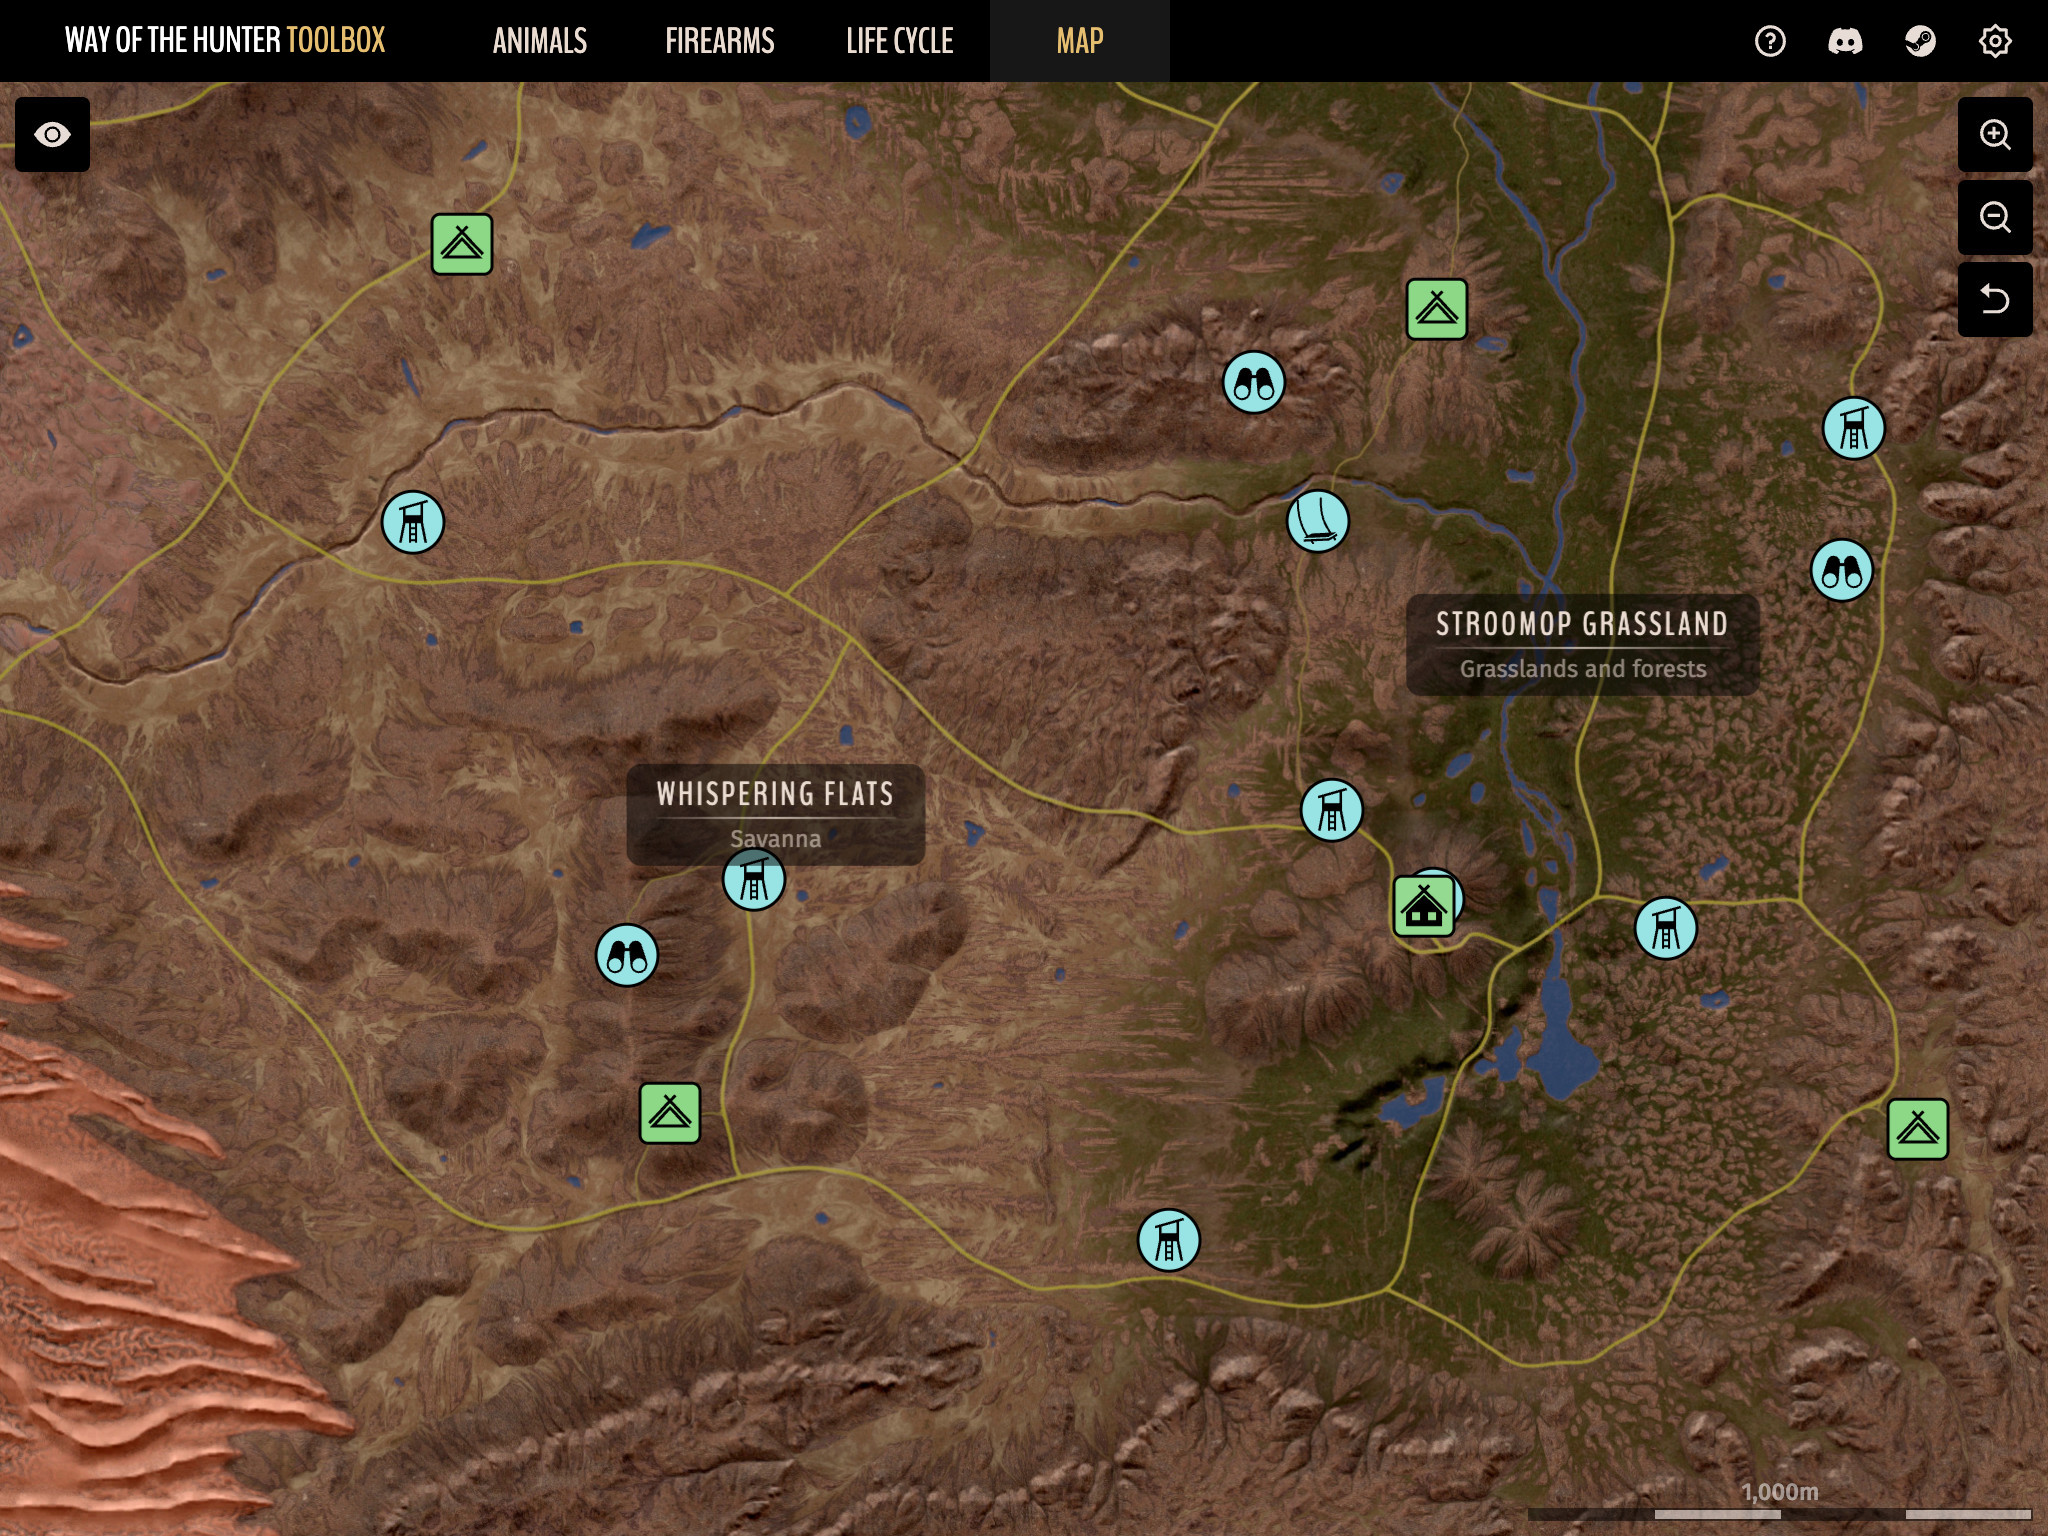 WAY OF THE HUNTER TOOLBOX
ANIMALS
FIREARMS
LIFE CYCLE
MAP
STROOMOP GRASSLAND
Grasslands and forests
WHISPERING FLATS
Savanna
1,000m